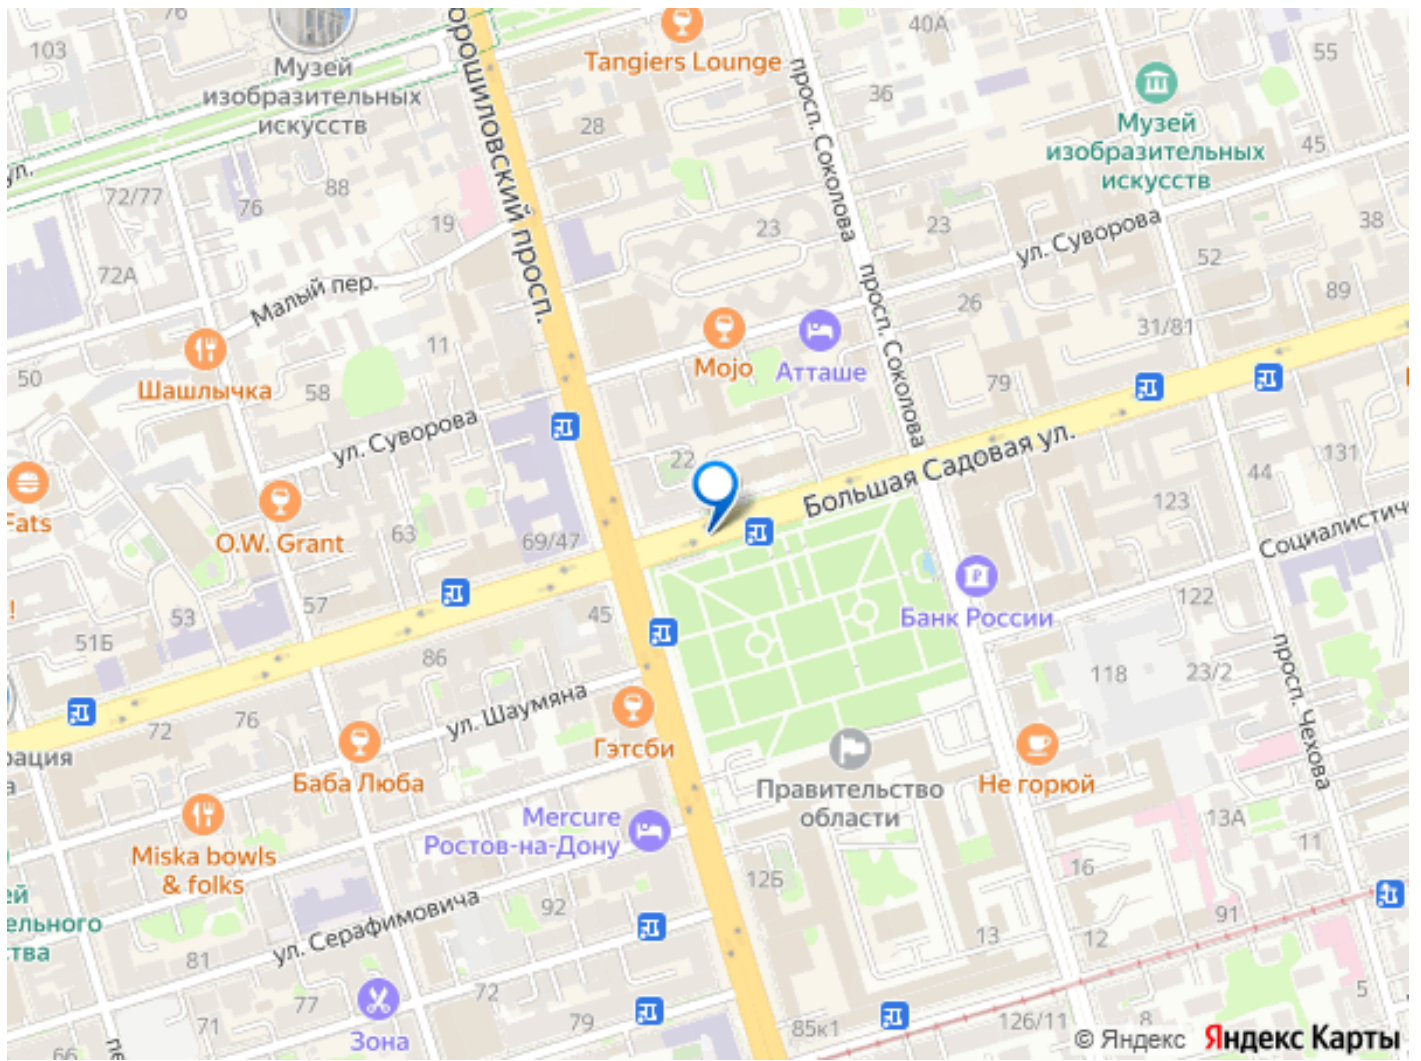 103
76
Музей
изобразительных
искусств
орошиловский просп.
Tangiers Lounge
28
просп. Соколова
36
40А
55
Музей
изобразительных
искусств
45
ул.
72/77
76
88
19
23
23
ул. Суворова
38
52
72А
Малый пер.
26
89
31/81
Шашлычка
50
58
11
Mojo
Атташе
просп. Соколова
79
ул. Суворова
22
Большая Садовая ул.
44
131
Fats
O.W. Grant
63
69/47
123
Социалистич
!
51Б
53
57
45
Банк России
122
86
118
23/2
просп. Чехова
72
76
ул. Шаумяна
рация
а
Баба Люба
Гэтсби
Правительство
области
Не горюй
Mercure
Ростов-на-Дону
13А
11
Miska bowls
& folks
126
16
ей
ельного
тва
ул. Серафимовича
92
91
81
13
12
72
77
71
79
Зона
85к1
126/11
8
5
66
пе
© Яндекс Яндекс Карты